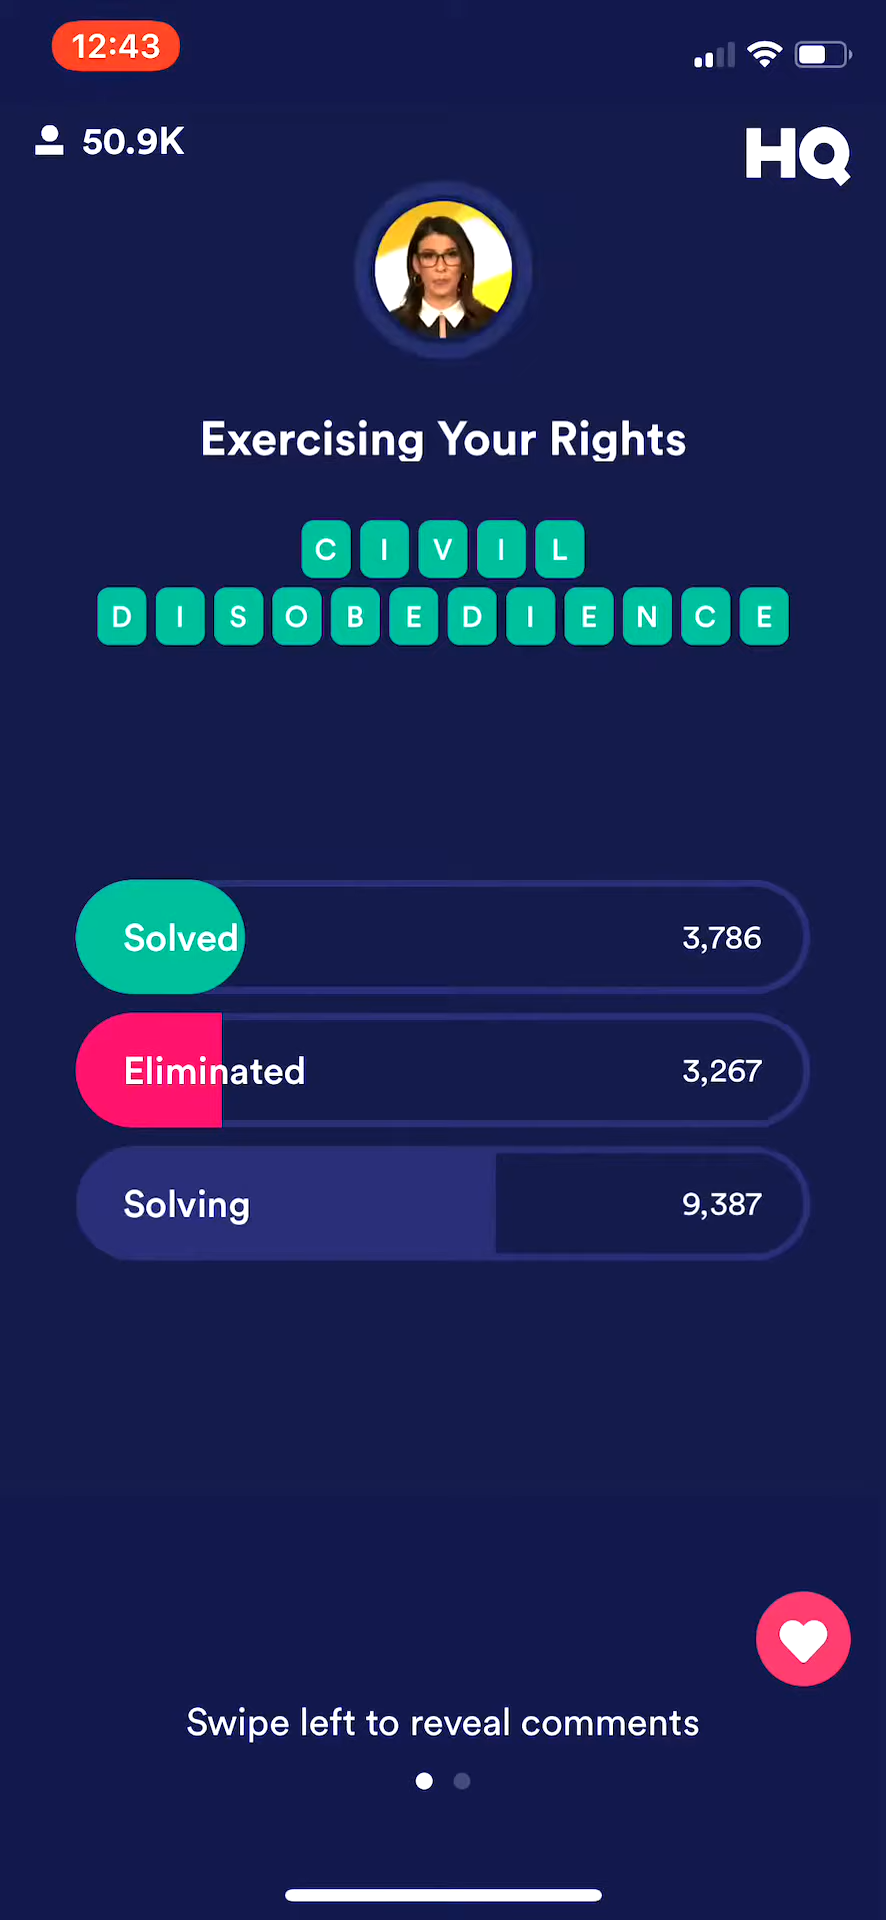 12:43
50.9K
HQ
Exercising Your Rights
CIVIL
DISOBEDIENCE
Solved 3,786
Eliminated 3,267
Solving 9,387
Swipe left to reveal comments